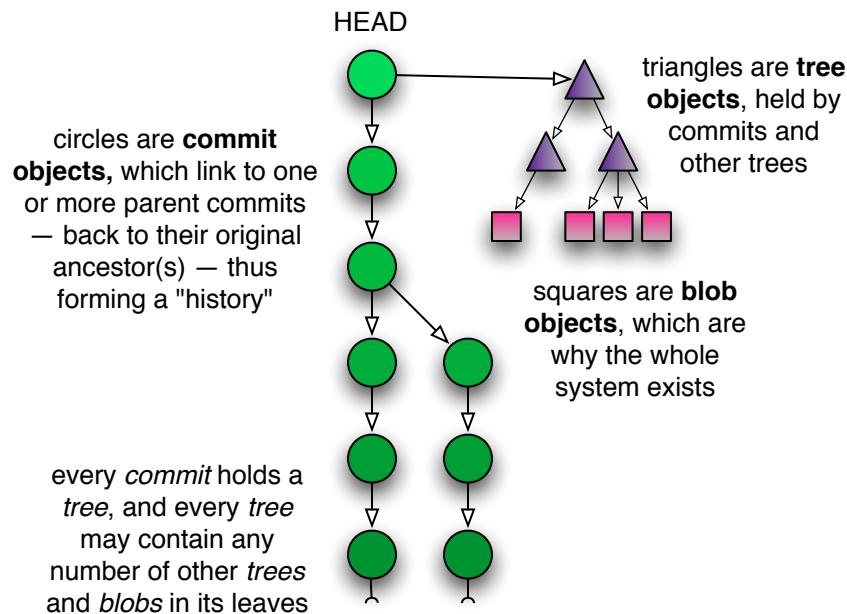 HEAD
triangles are tree
objects, held by
commits and
other trees
circles are commit
objects, which link to one
or more parent commits
— back to their original
ancestor(s) — thus
forming a "history"
squares are blob
objects, which are
why the whole
system exists
every commit holds a
tree, and every tree
may contain any
number of other trees
and blobs in its leaves